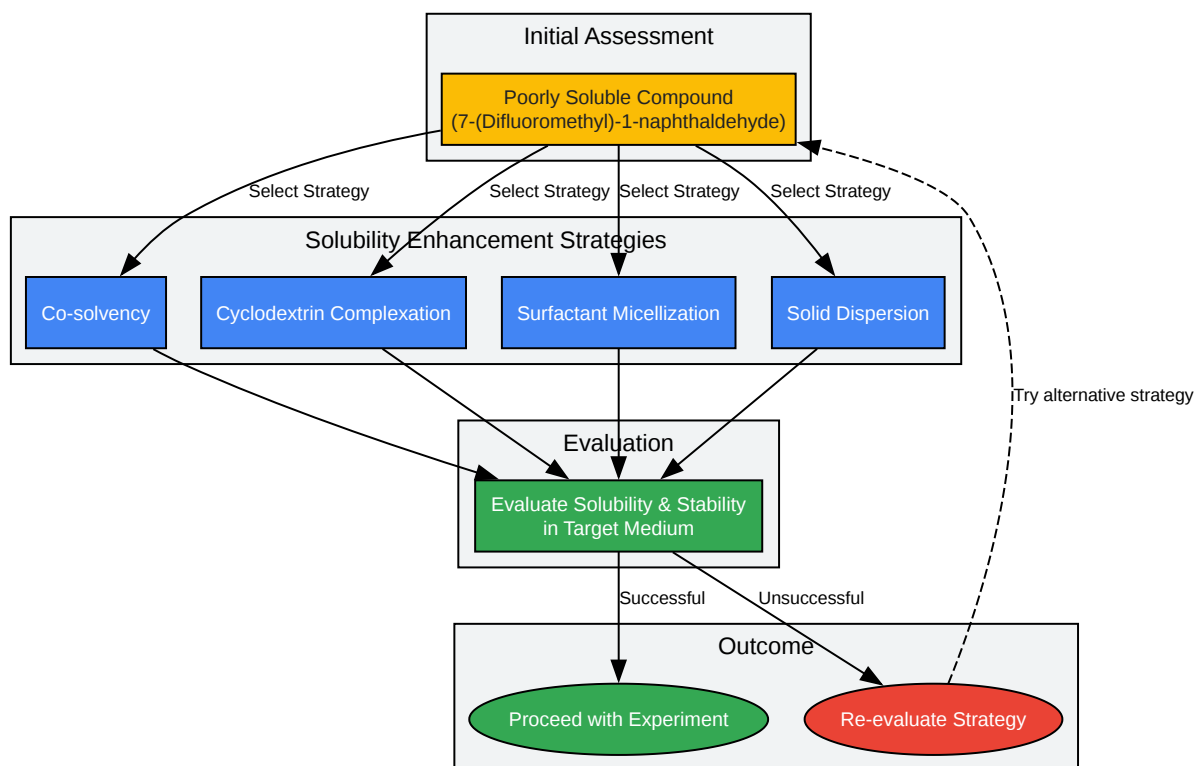 Initial Assessment
Poorly Soluble Compound
(7-(Difluoromethyl)-1-naphthaldehyde)
Select Strategy
Select Strategy
Select Strategy
Select Strategy
Solubility Enhancement Strategies
Co-solvency
Cyclodextrin Complexation
Surfactant Micellization
Solid Dispersion
Try alternative strategy
Evaluation
Evaluate Solubility & Stability
in Target Medium
Successful
Unsuccessful
Outcome
Proceed with Experiment
Re-evaluate Strategy